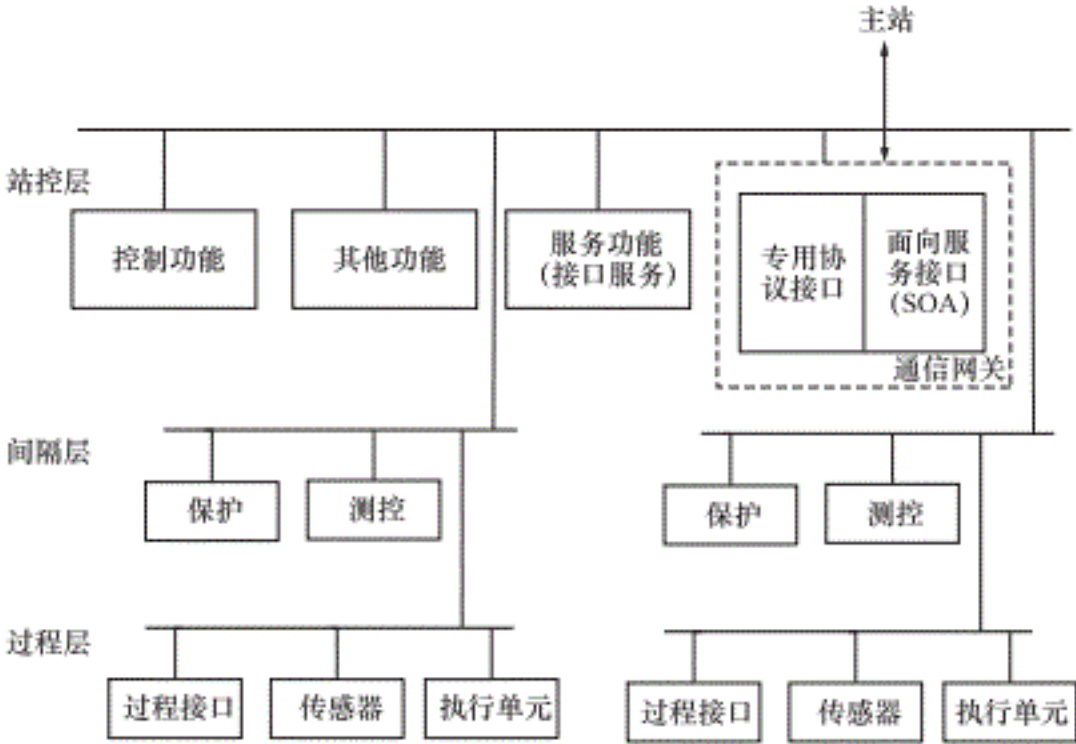 主站
站控层
控制功能
其他功能
服务功能
（接口服务）
专用协
议接口
面向服
务接口
（SOA）
通信网关
间隔层
保护
测控
保护
测控
过程层
过程接口
传感器
执行单元
过程接口
传感器
执行单元